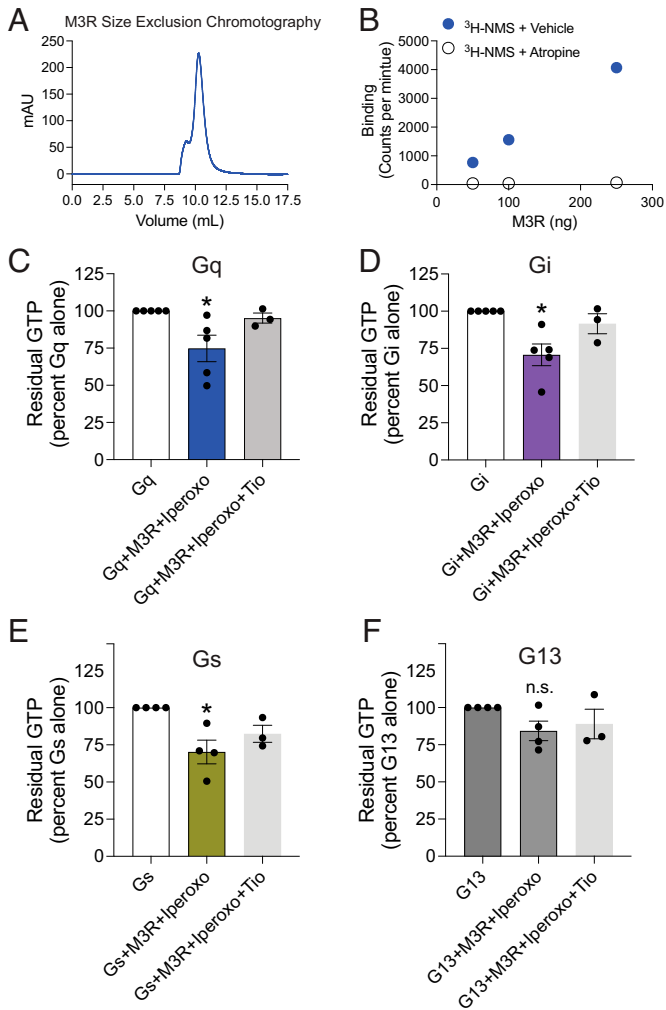 A
M3R Size Exclusion Chromotography
mAU
250
200
150
100
50
0
0.0 2.5 5.0 7.5 10.0 12.5 15.0 17.5
Volume (mL)
B
³H-NMS + Vehicle
³H-NMS + Atropine
Binding
(Counts per mintue)
5000
4000
3000
2000
1000
0
0 100 200 300
M3R (ng)
C
Gq
Residual GTP
(percent Gq alone)
125
100
75
50
25
0
*
Gq
Gq+M3R+Iperoxo
Gq+M3R+Iperoxo+Tio
D
Gi
Residual GTP
(percent Gi alone)
125
100
75
50
25
0
*
Gi
Gi+M3R+Iperoxo
Gi+M3R+Iperoxo+Tio
E
Gs
Residual GTP
(percent Gs alone)
125
100
75
50
25
0
*
Gs
Gs+M3R+Iperoxo
Gs+M3R+Iperoxo+Tio
F
G13
Residual GTP
(percent G13 alone)
125
100
75
50
25
0
n.s.
G13
G13+M3R+Iperoxo
G13+M3R+Iperoxo+Tio